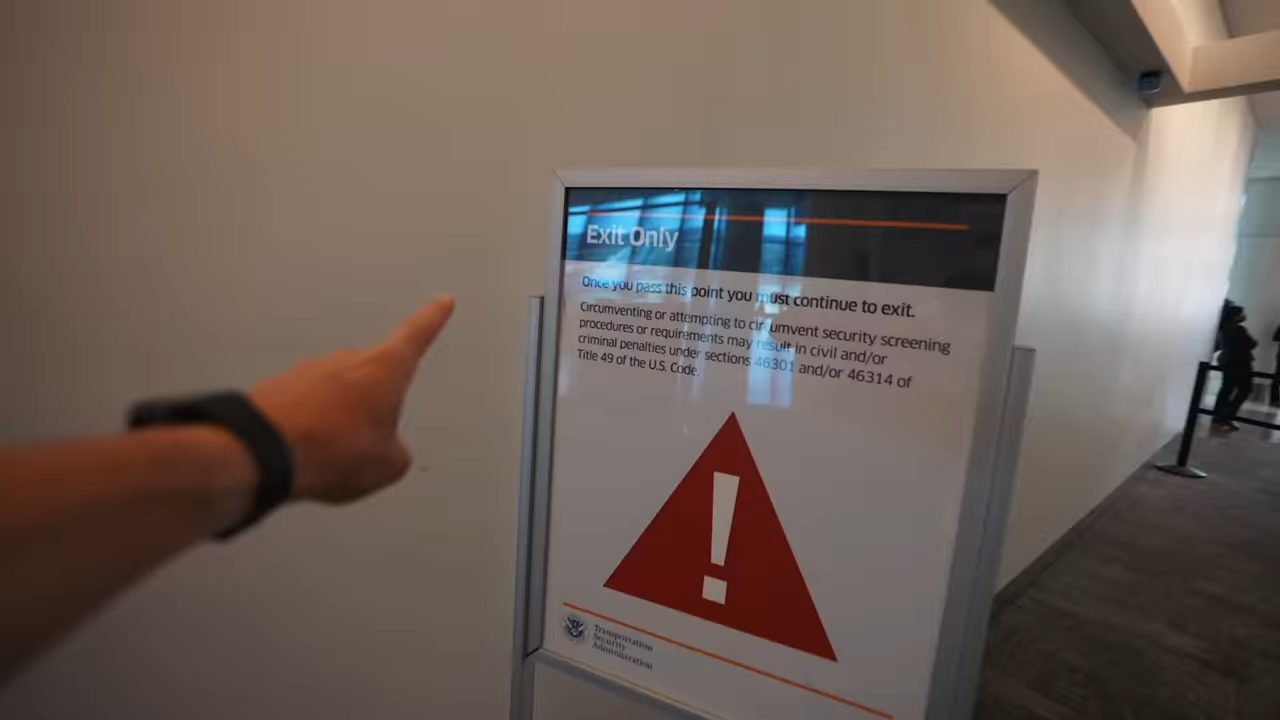 Exit Only
Once you pass this point you must continue to exit.
Circumventing or attempting to circumvent security screening
procedures or requirements may result in civil and/or
criminal penalties under sections 46301 and/or 46314 of
Title 49 of the U.S. Code.
Transportation
Security
Administration